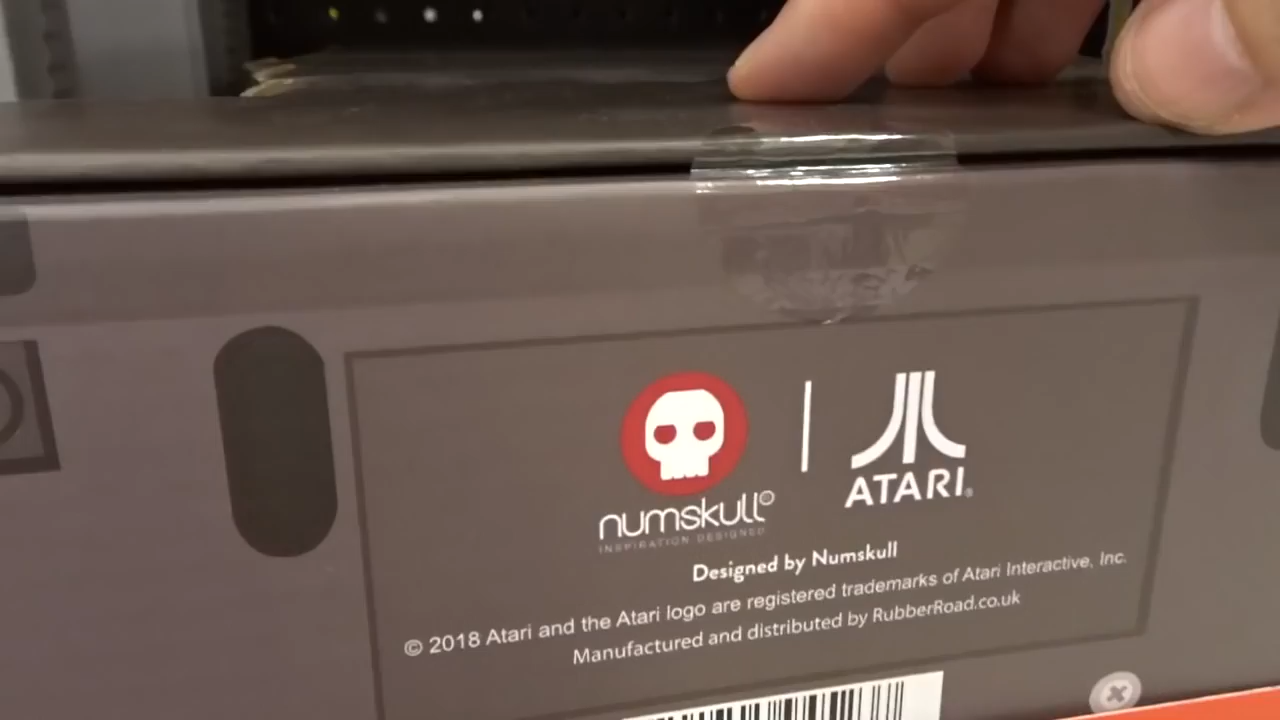 numskull
INSPIRATION DESIGNED
ATARI®
Designed by Numskull
© 2018 Atari and the Atari logo are registered trademarks of Atari Interactive, Inc.
Manufactured and distributed by RubberRoad.co.uk